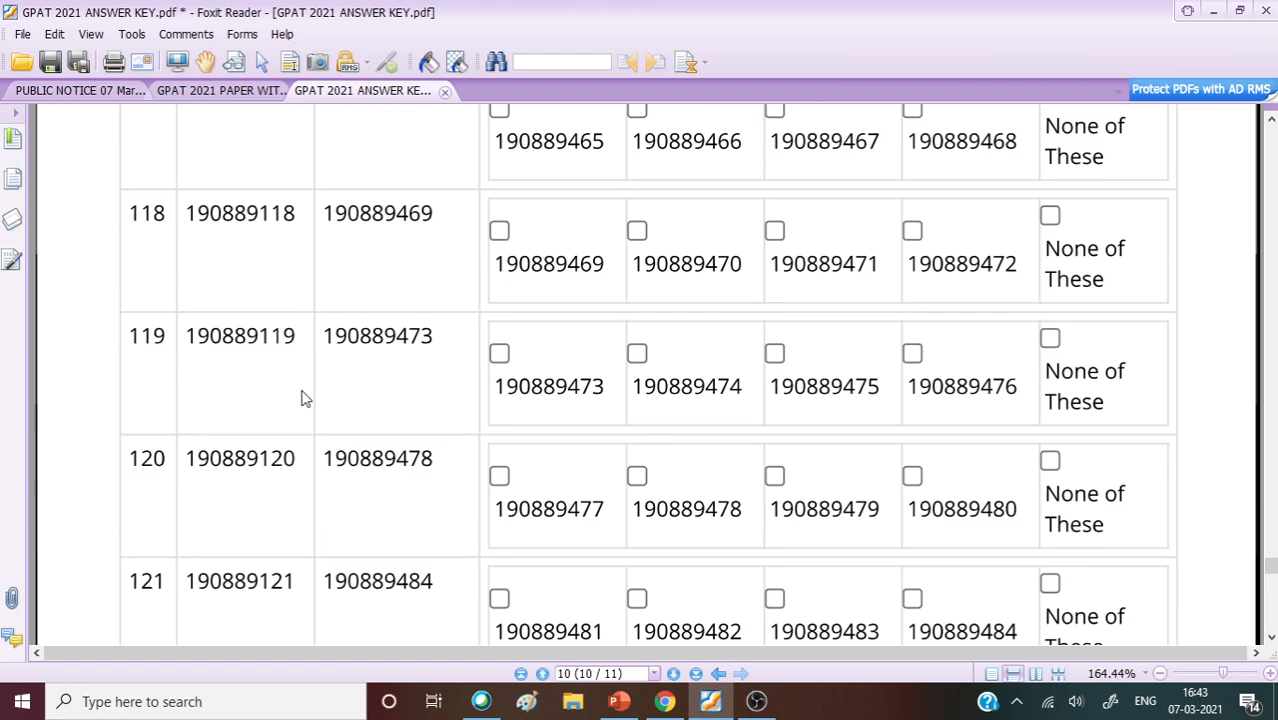 GPAT 2021 ANSWER KEY.pdf * - Foxit Reader - [GPAT 2021 ANSWER KEY.pdf]
File Edit View Tools Comments Forms Help
RMS
PUBLIC NOTICE 07 Mar... GPAT 2021 PAPER WIT... GPAT 2021 ANSWER KE... Protect PDFs with AD RMS
190889465 190889466 190889467 190889468 None of
These
118 190889118 190889469
190889469 190889470 190889471 190889472 None of
These
119 190889119 190889473
190889473 190889474 190889475 190889476 None of
These
120 190889120 190889478
190889477 190889478 190889479 190889480 None of
These
121 190889121 190889484
190889481 190889482 190889483 190889484 None of
These
10 (10 / 11) 164.44%
Type here to search
ENG
16:43
07-03-2021
14